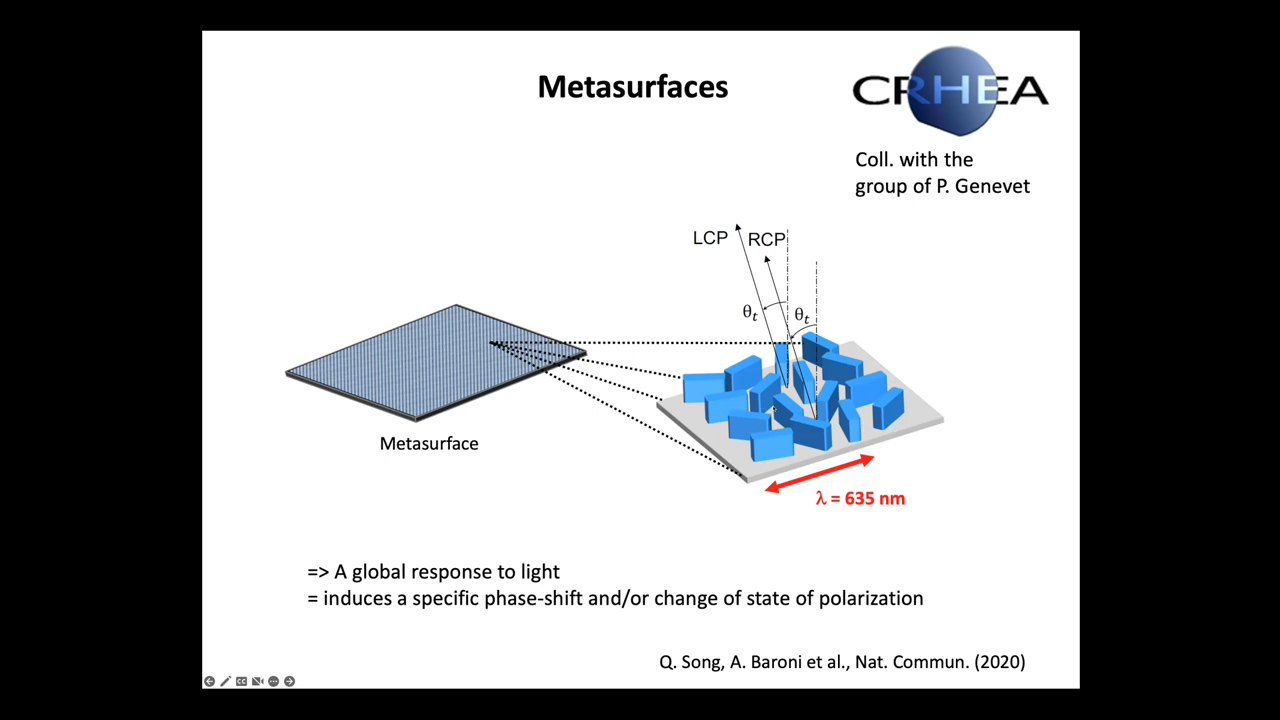 Metasurfaces
CRHEA
Coll. with the
group of P. Genevet
LCP
RCP
θt
θt
Metasurface
λ = 635 nm
=> A global response to light
= induces a specific phase-shift and/or change of state of polarization
Q. Song, A. Baroni et al., Nat. Commun. (2020)